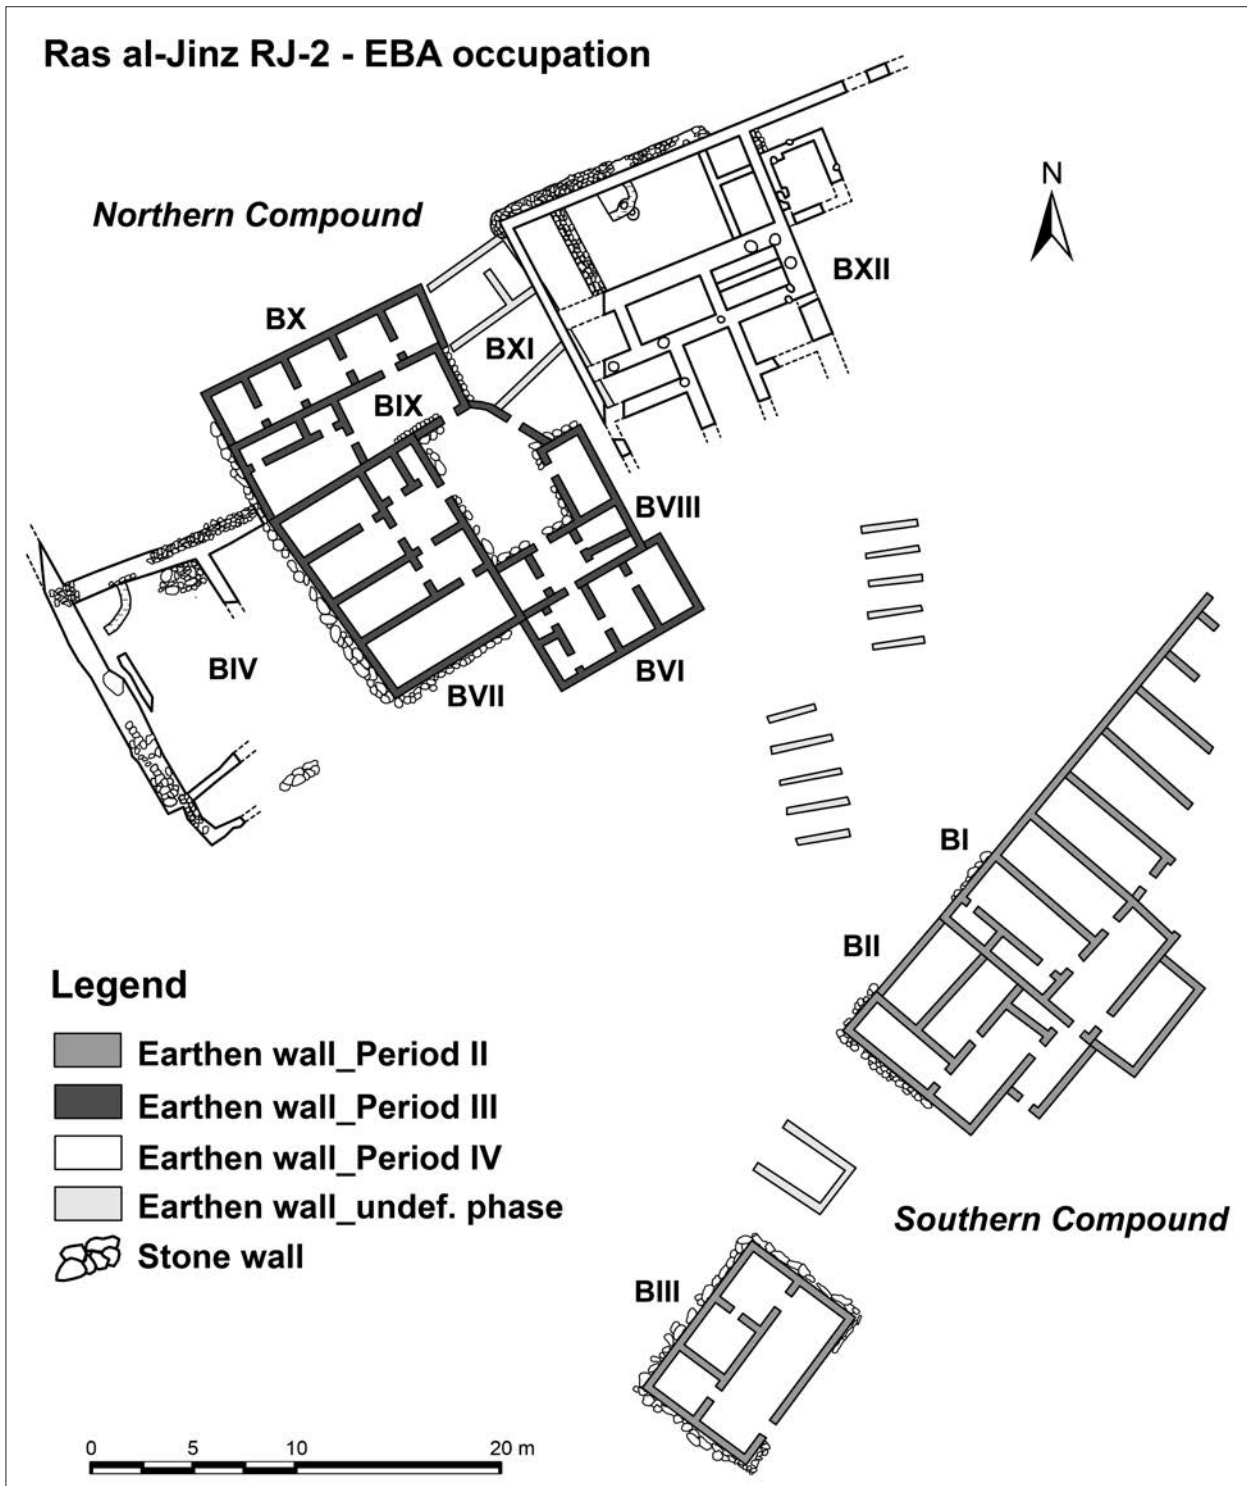 Ras al-Jinz RJ-2 - EBA occupation
Northern Compound
N
BXII
BX
BXI
BIX
BVIII
BIV
BVII
BVI
BI
BII
Legend
Earthen wall_Period II
Earthen wall_Period III
Earthen wall_Period IV
Earthen wall_undef. phase
Stone wall
Southern Compound
BIII
0 5 10 20 m